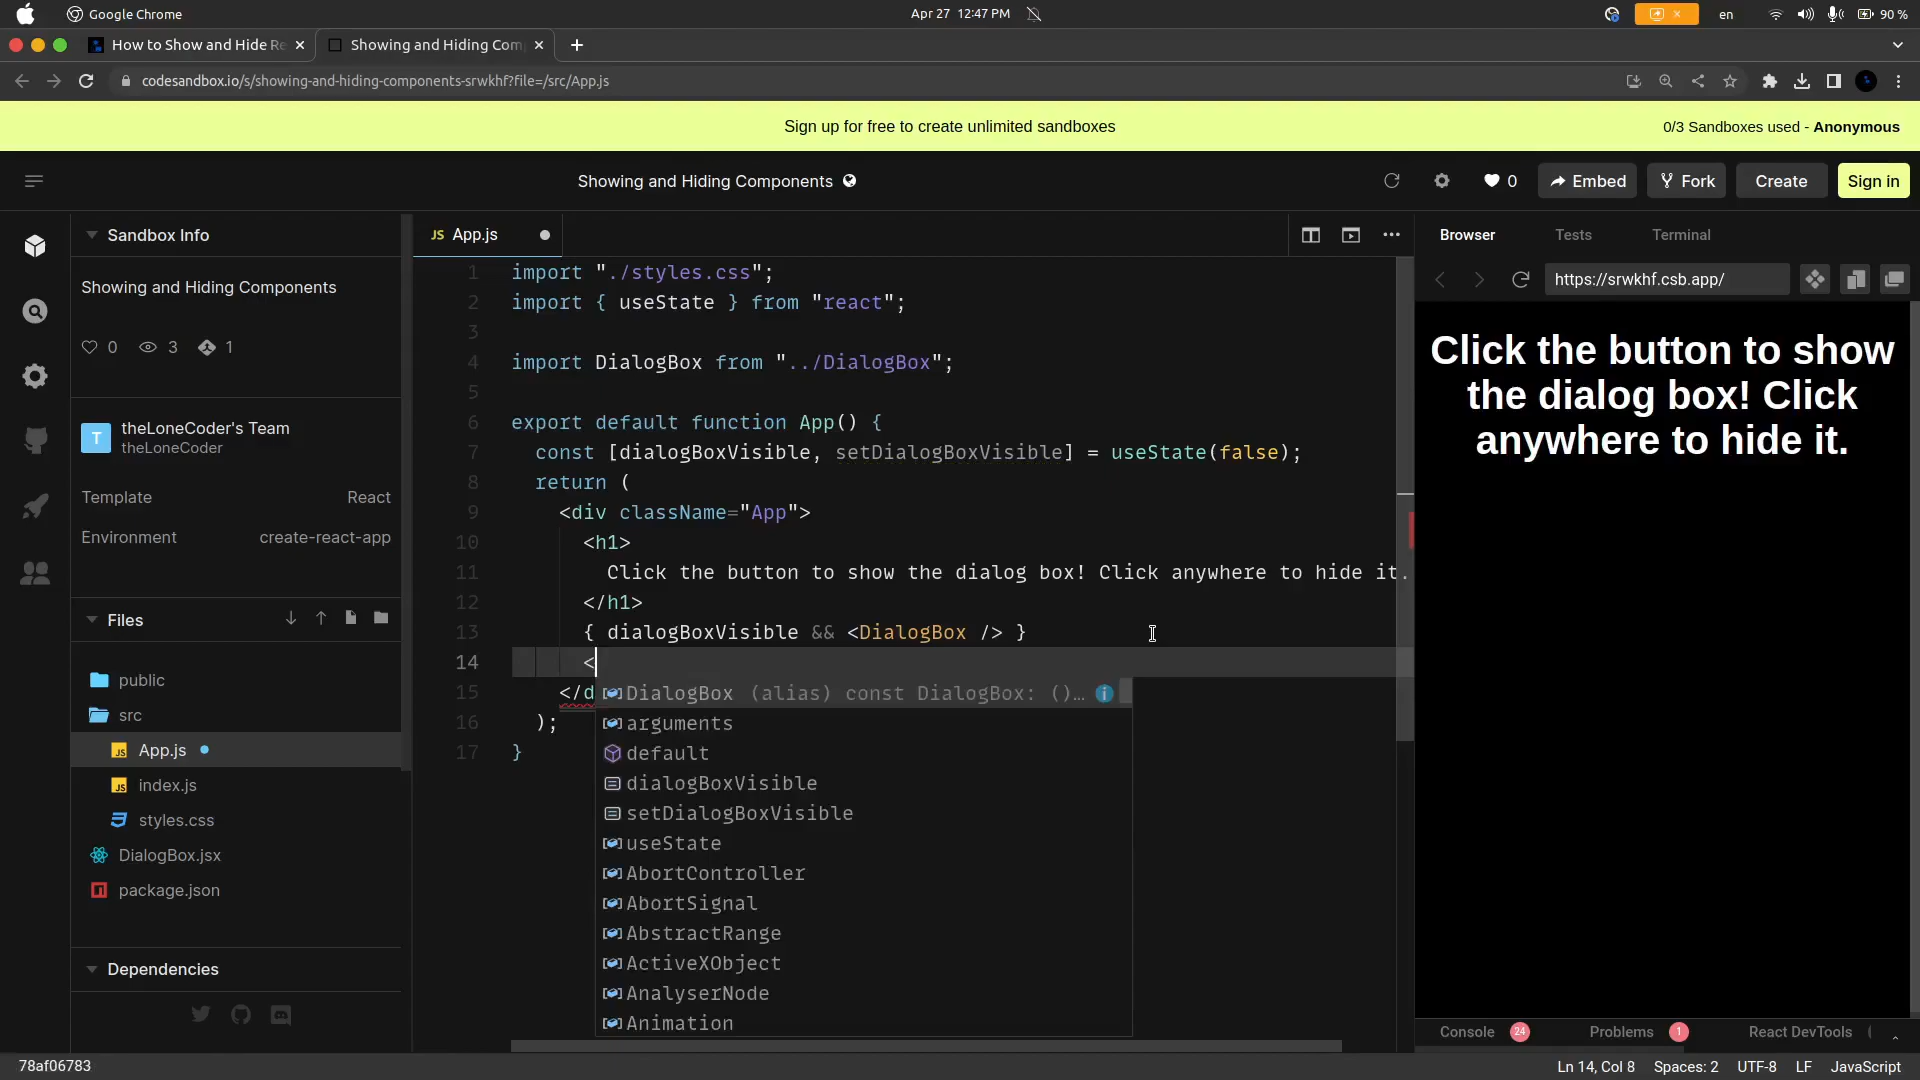 Google Chrome
Apr 27 12:47 PM
en
90 %
How to Show and Hide Re
Showing and Hiding Com
codesandbox.io/s/showing-and-hiding-components-srwkhf?file=/src/App.js
Sign up for free to create unlimited sandboxes
0/3 Sandboxes used - Anonymous
Showing and Hiding Components
0
Embed
Fork
Create
Sign in
Sandbox Info
Showing and Hiding Components
0
3
1
T
theLoneCoder's Team
theLoneCoder
Template React
Environment create-react-app
Files
public
src
JS App.js
JS index.js
styles.css
DialogBox.jsx
package.json
Dependencies
JS App.js
1 import "./styles.css";
2 import { useState } from "react";
3
4 import DialogBox from "../DialogBox";
5
6 export default function App() {
7 const [dialogBoxVisible, setDialogBoxVisible] = useState(false);
8 return (
9 <div className="App">
10 <h1>
11 Click the button to show the dialog box! Click anywhere to hide it.
12 </h1>
13 { dialogBoxVisible && <DialogBox /> }
14 <
15 </d
16 );
17 }
DialogBox (alias) const DialogBox: ()…
arguments
default
dialogBoxVisible
setDialogBoxVisible
useState
AbortController
AbortSignal
AbstractRange
ActiveXObject
AnalyserNode
Animation
Browser
Tests
Terminal
https://srwkhf.csb.app/
Click the button to show
the dialog box! Click
anywhere to hide it.
Console 24
Problems 1
React DevTools
78af06783
Ln 14, Col 8
Spaces: 2
UTF-8
LF
JavaScript